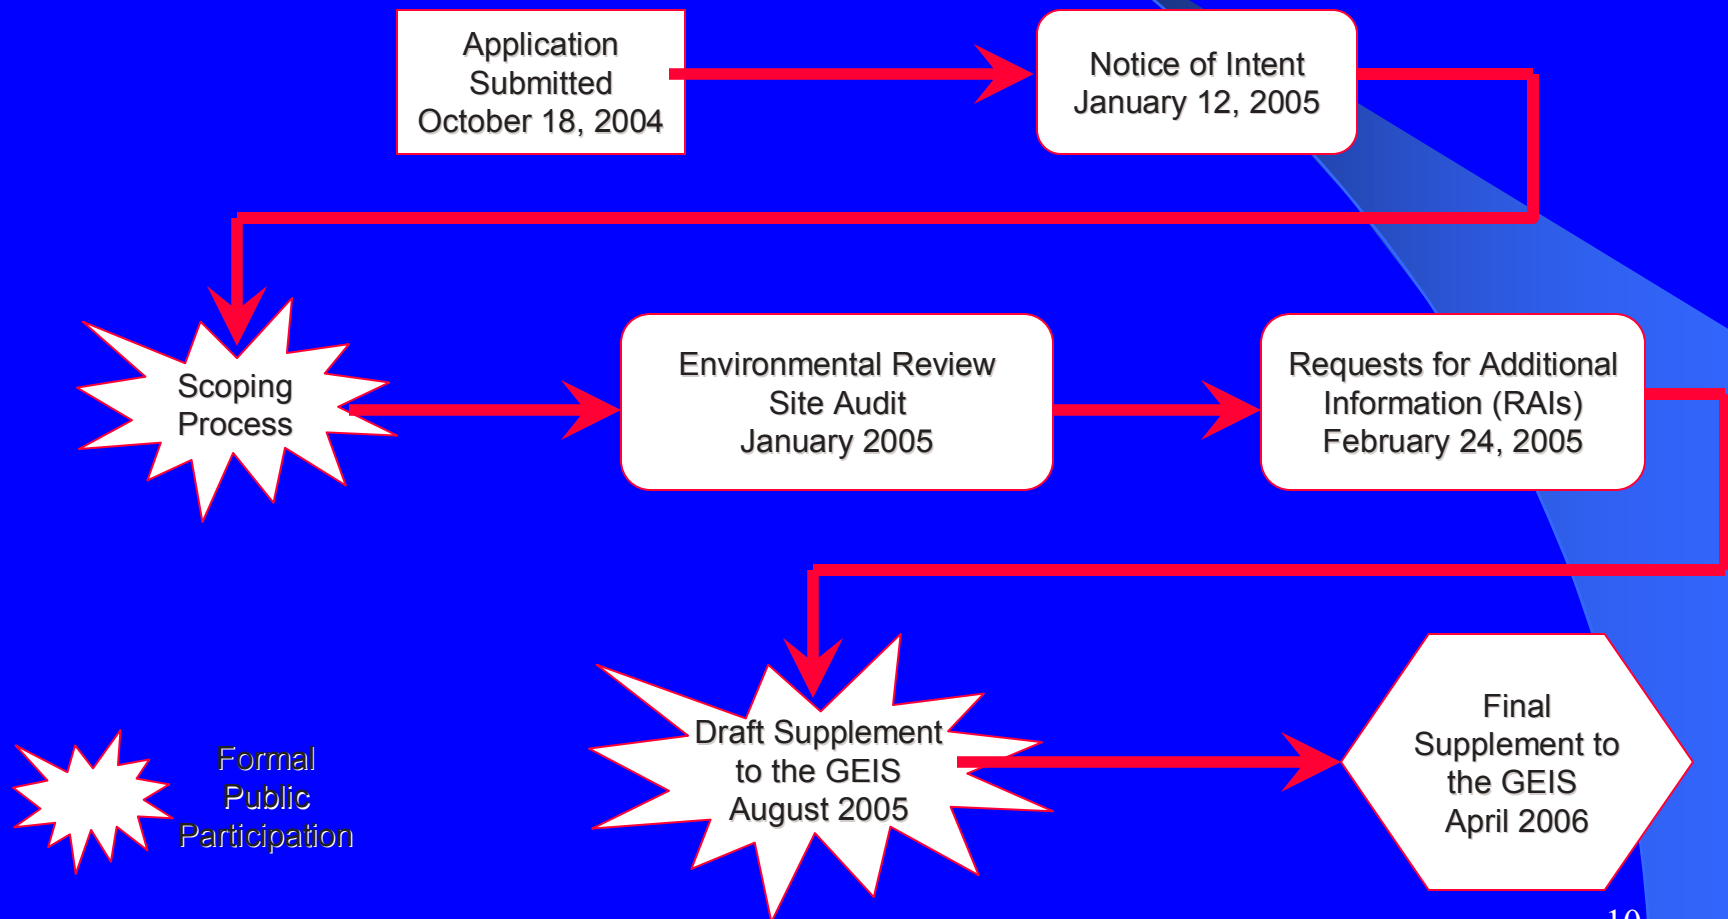 Application
Submitted
October 18, 2004
Notice of Intent
January 12, 2005
Scoping
Process
Environmental Review
Site Audit
January 2005
Requests for Additional
Information (RAIs)
February 24, 2005
Draft Supplement
to the GEIS
August 2005
Final
Supplement to
the GEIS
April 2006
Formal
Public
Participation
10